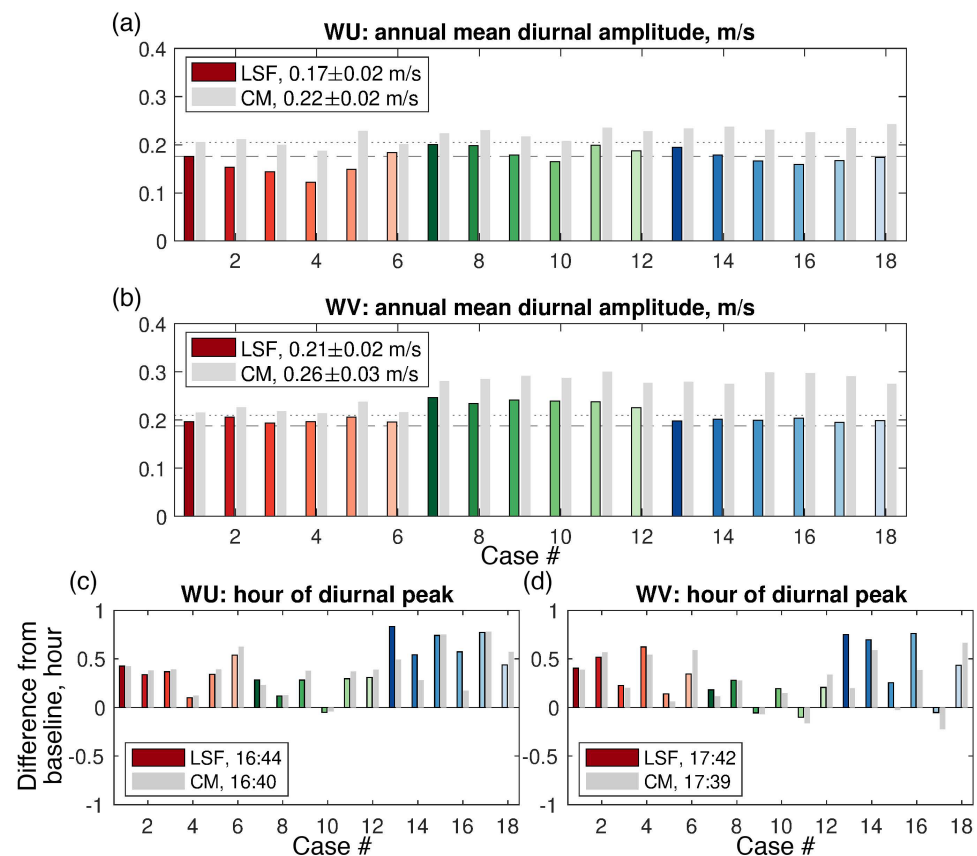 (a)
WU: annual mean diurnal amplitude, m/s
0.4
0.3
0.2
0.1
0
LSF, 0.17±0.02 m/s
CM, 0.22±0.02 m/s
2 4 6 8 10 12 14 16 18
(b)
WV: annual mean diurnal amplitude, m/s
0.4
0.3
0.2
0.1
0
LSF, 0.21±0.02 m/s
CM, 0.26±0.03 m/s
2 4 6 8 10 12 14 16 18
Case #
(c)
WU: hour of diurnal peak
Difference from
baseline, hour
1
0.5
0
-0.5
-1
LSF, 16:44
CM, 16:40
2 4 6 8 10 12 14 16 18
Case #
(d)
WV: hour of diurnal peak
1
0.5
0
-0.5
-1
LSF, 17:42
CM, 17:39
2 4 6 8 10 12 14 16 18
Case #